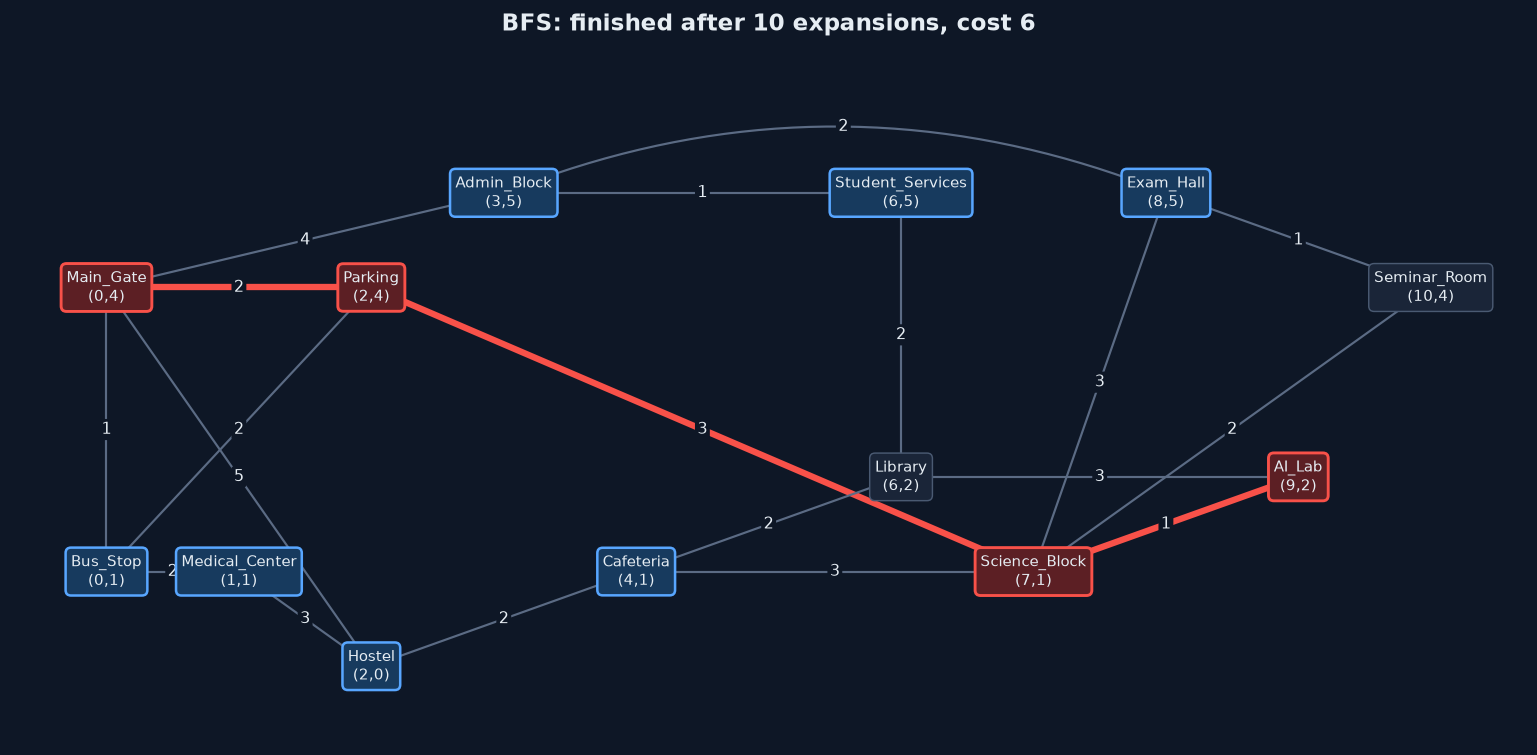 BFS: finished after 10 expansions, cost 6
2
Admin_Block
(3,5)
1
Student_Services
(6,5)
Exam_Hall
(8,5)
4
1
Main_Gate
(0,4)
2
Parking
(2,4)
Seminar_Room
(10,4)
2
3
1
2
3
2
5
Library
(6,2)
3
AI_Lab
(9,2)
2
1
Bus_Stop
(0,1)
2
Medical_Center
(1,1)
Cafeteria
(4,1)
3
Science_Block
(7,1)
3
2
Hostel
(2,0)